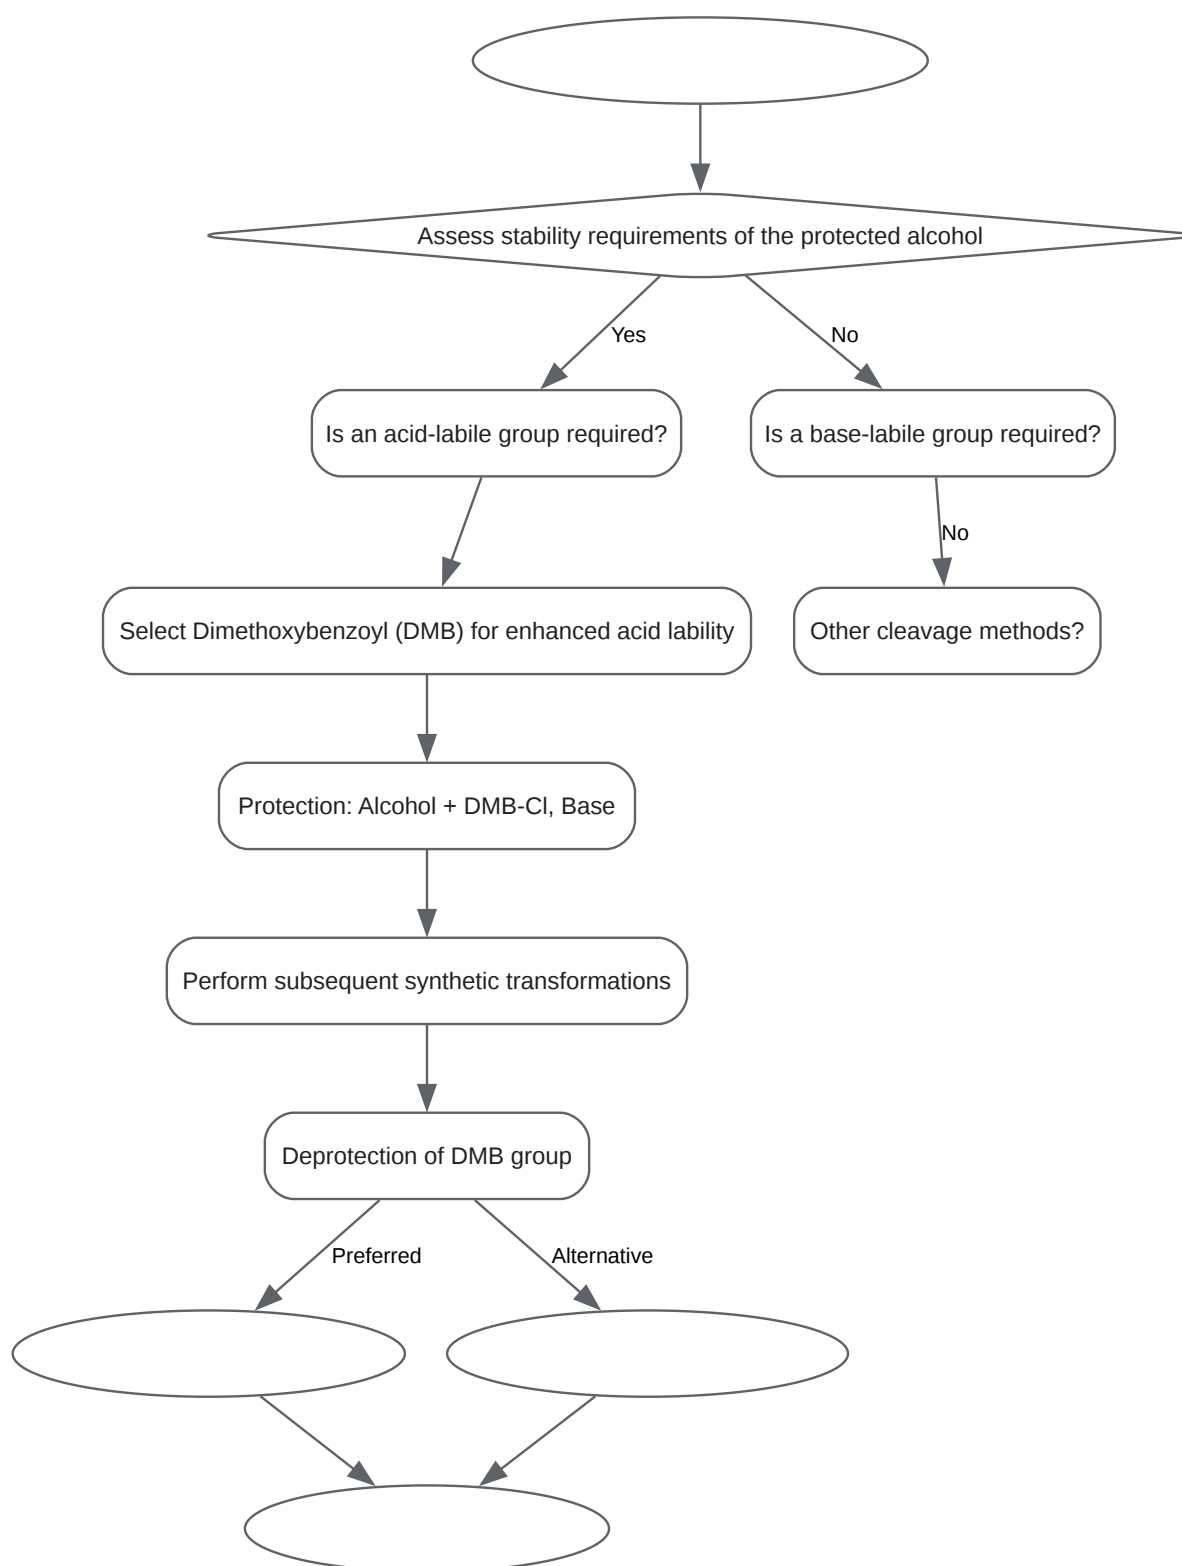 Assess stability requirements of the protected alcohol
Yes
No
Is an acid-labile group required?
Is a base-labile group required?
No
Select Dimethoxybenzoyl (DMB) for enhanced acid lability
Other cleavage methods?
Protection: Alcohol + DMB-Cl, Base
Perform subsequent synthetic transformations
Deprotection of DMB group
Preferred
Alternative